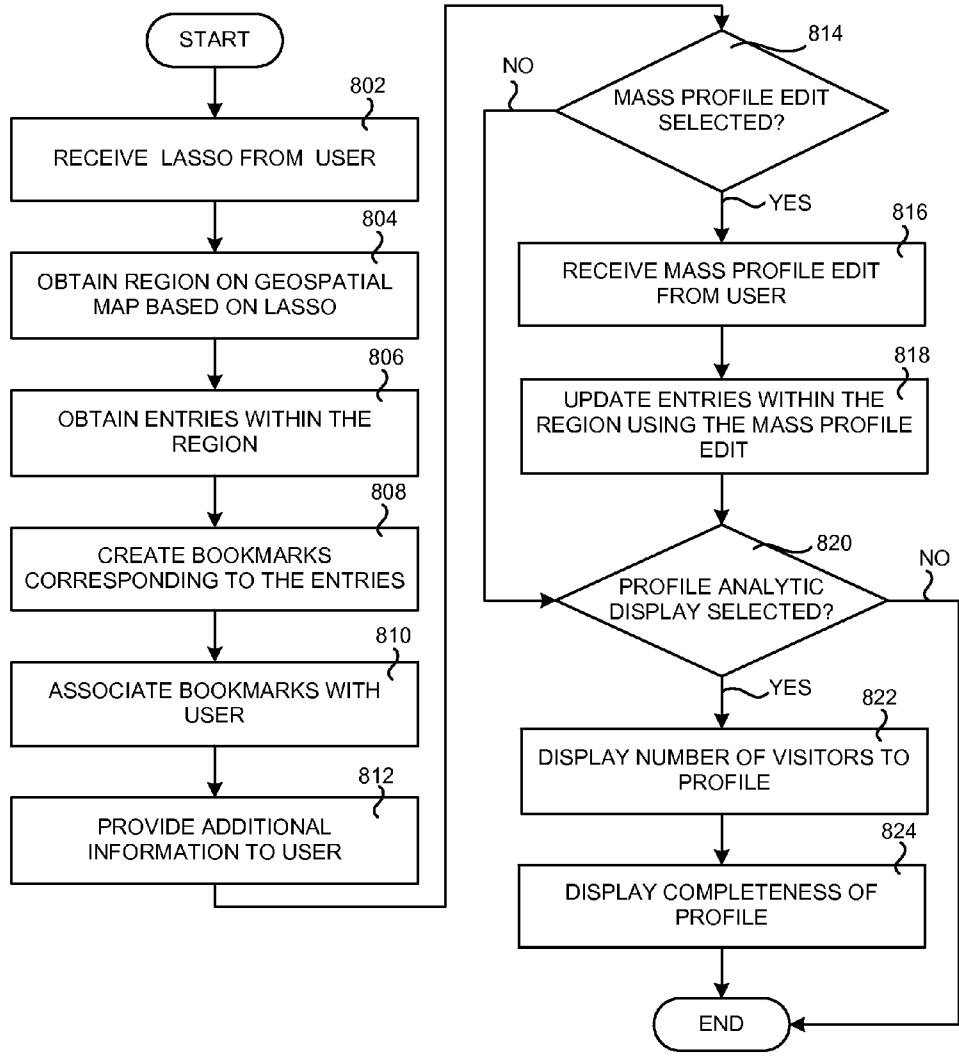 START
802
RECEIVE LASSO FROM USER
804
OBTAIN REGION ON GEOSPATIAL
MAP BASED ON LASSO
806
OBTAIN ENTRIES WITHIN THE
REGION
808
CREATE BOOKMARKS
CORRESPONDING TO THE ENTRIES
810
ASSOCIATE BOOKMARKS WITH
USER
812
PROVIDE ADDITIONAL
INFORMATION TO USER
814
NO
MASS PROFILE EDIT
SELECTED?
YES
816
RECEIVE MASS PROFILE EDIT
FROM USER
818
UPDATE ENTRIES WITHIN THE
REGION USING THE MASS PROFILE
EDIT
820
NO
PROFILE ANALYTIC
DISPLAY SELECTED?
YES
822
DISPLAY NUMBER OF VISITORS TO
PROFILE
824
DISPLAY COMPLETENESS OF
PROFILE
END